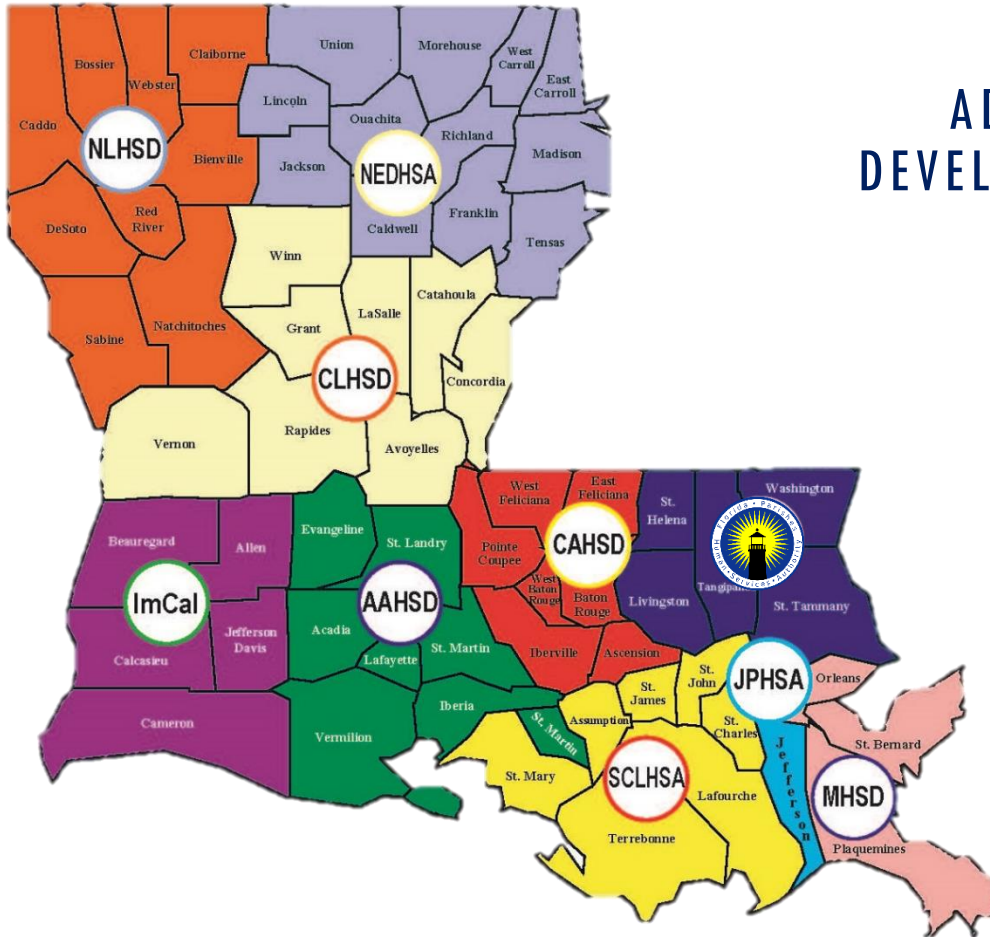 AD
DEVEL
Union
Morehouse
West
Carroll
East
Carroll
Claiborne
Bossier
Webster
Lincoln
Caddo
Ouachita
Richland
NLHSD
Bienville
Jackson
NEDHSA
Madison
Red
River
Franklin
DeSoto
Caldwell
Tensas
Winn
Catahoula
LaSalle
Grant
Natchitoches
Sabine
CLHSD
Concordia
Rapides
Vernon
Avoyelles
West
Feliciana
East
Feliciana
St.
Helena
Washington
Florida • Parishes
Human • Services • Authority
Evangeline
St. Landry
Beauregard
Allen
Pointe
Coupee
CAHSD
West
Baton
Rouge
Baton
Rouge
Livingston
St. Tammany
ImCal
AAHSD
Acadia
Jefferson
Davis
Lafayette
St. Martin
Iberville
Ascension
Calcasieu
St.
John
JPHSA
Orleans
St.
James
Iberia
Cameron
Vermilion
St. Martin
Assumption
St.
Charles
Jefferson
St. Bernard
St. Mary
SCLHSA
Lafourche
MHSD
Terrebonne
Plaquemines